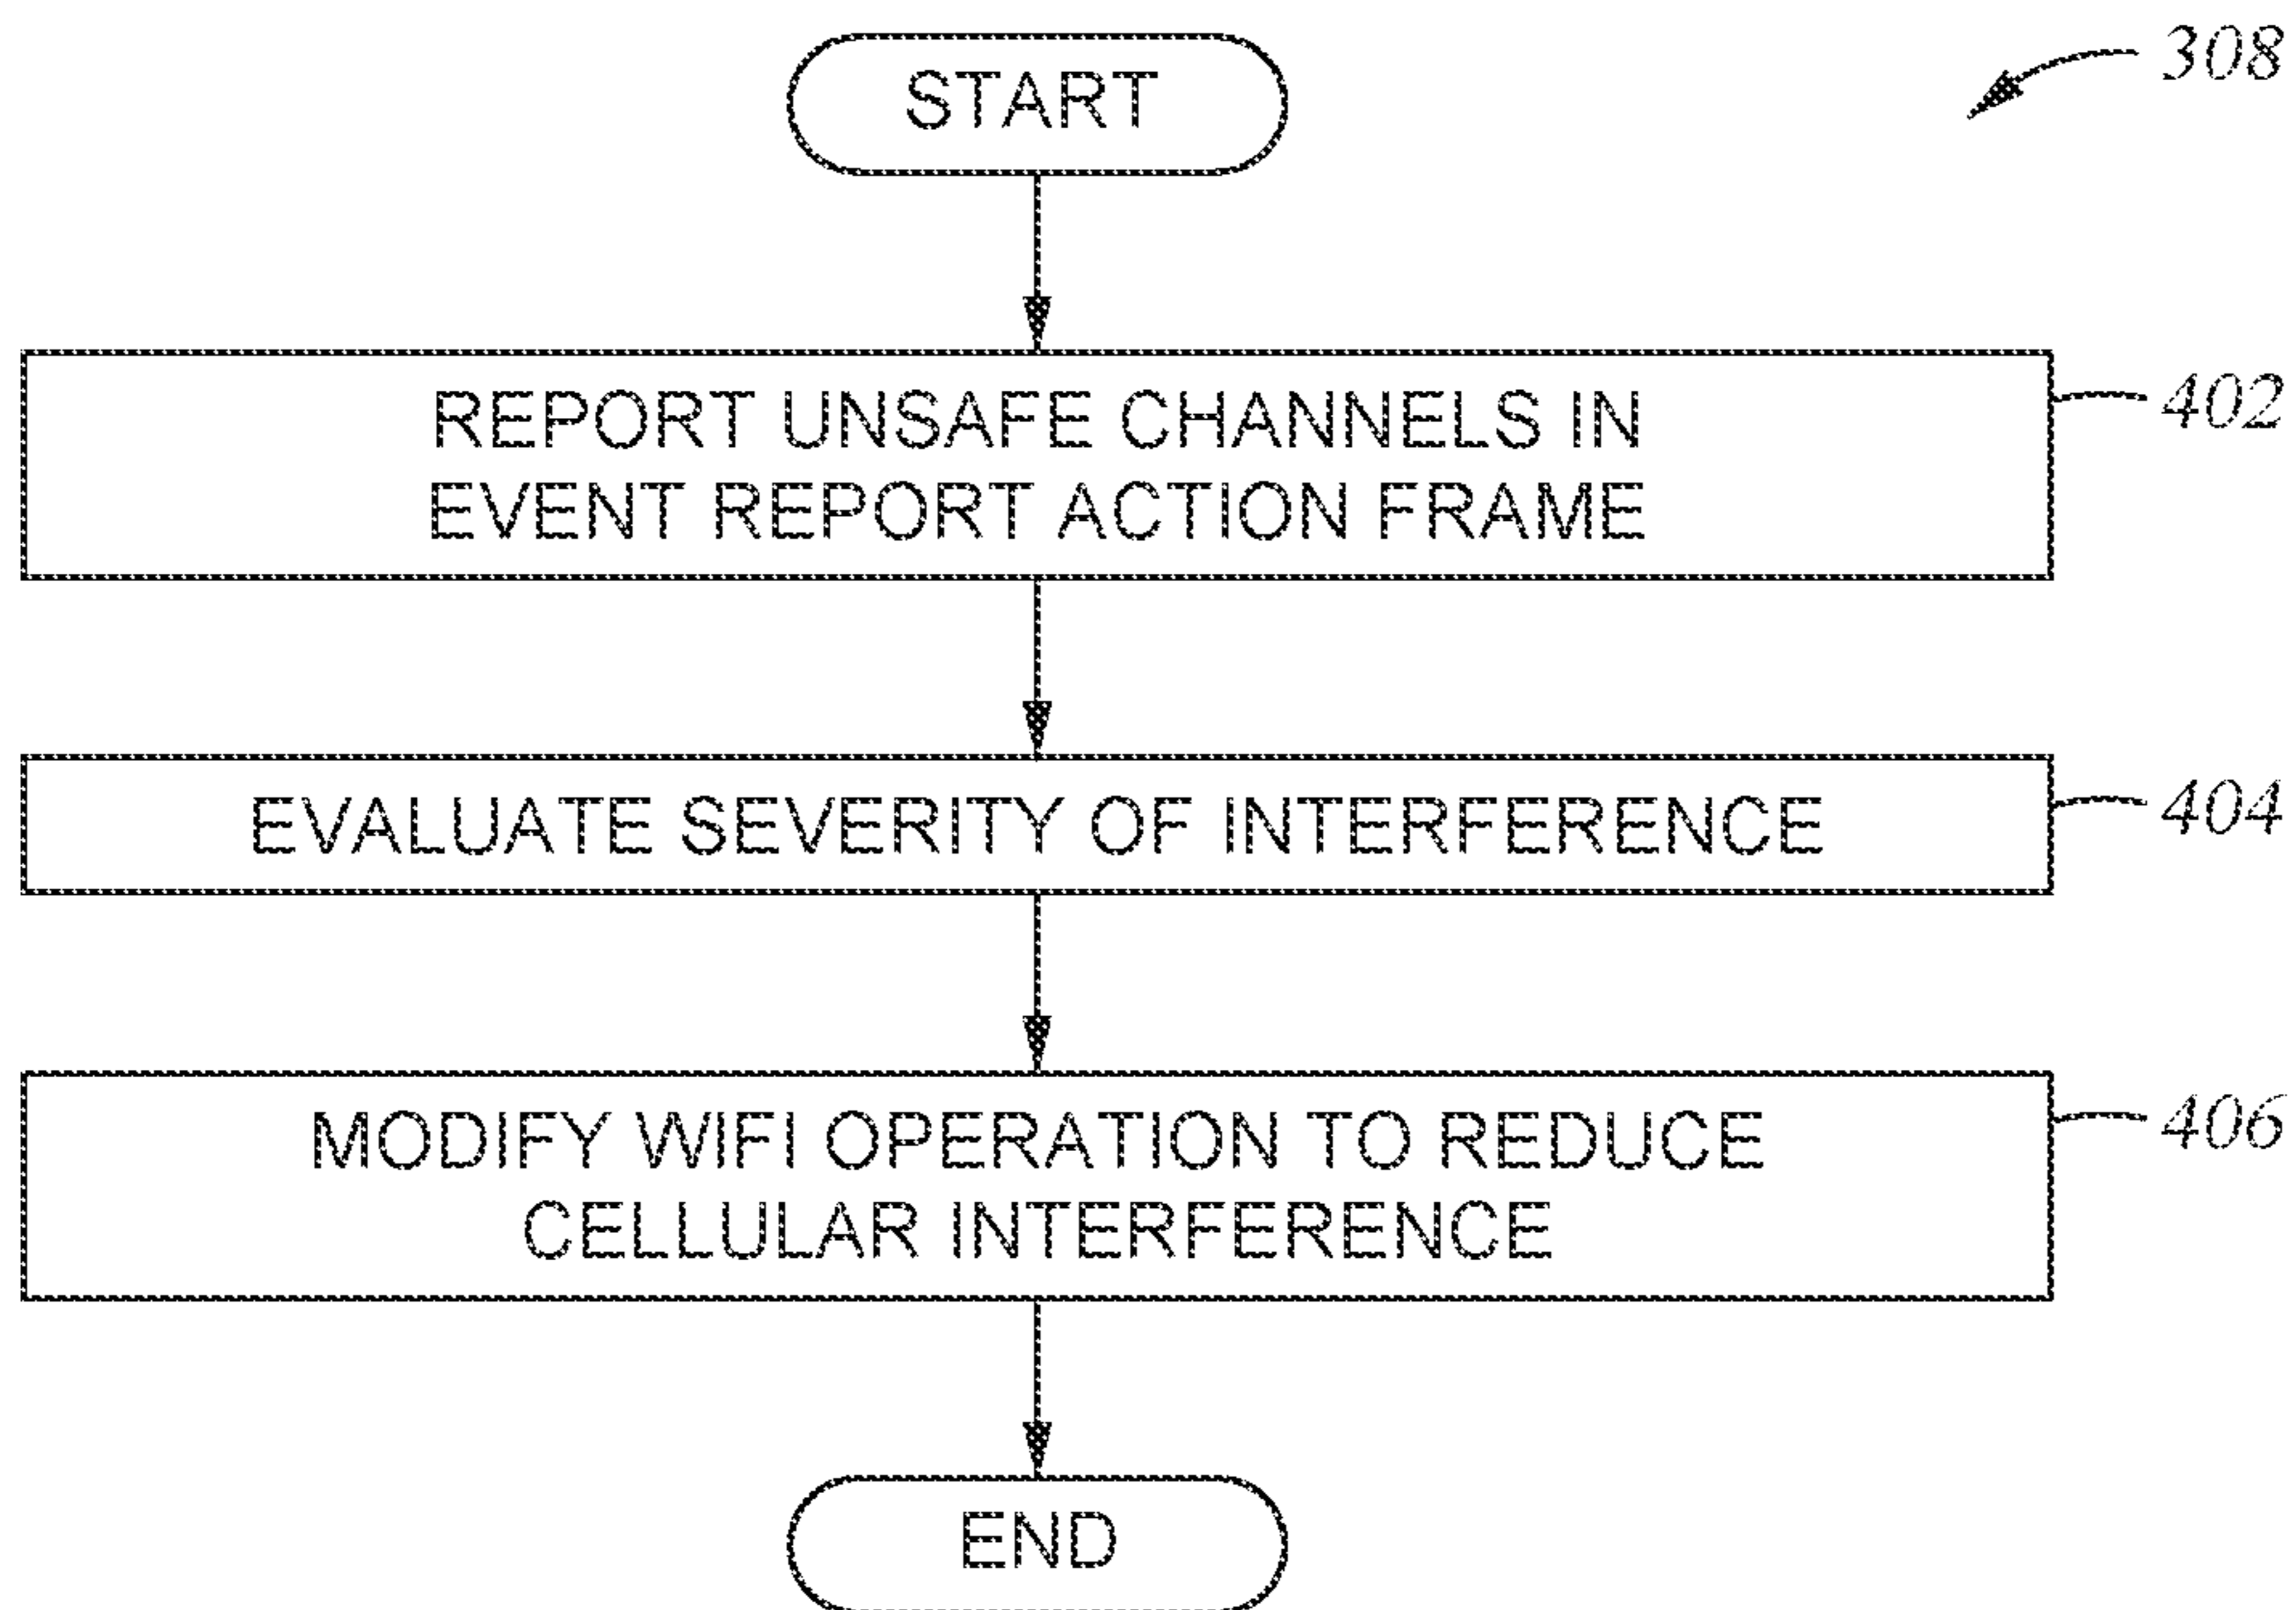 START
308
REPORT UNSAFE CHANNELS IN
EVENT REPORT ACTION FRAME
402
EVALUATE SEVERITY OF INTERFERENCE
404
MODIFY WIFI OPERATION TO REDUCE
CELLULAR INTERFERENCE
406
END